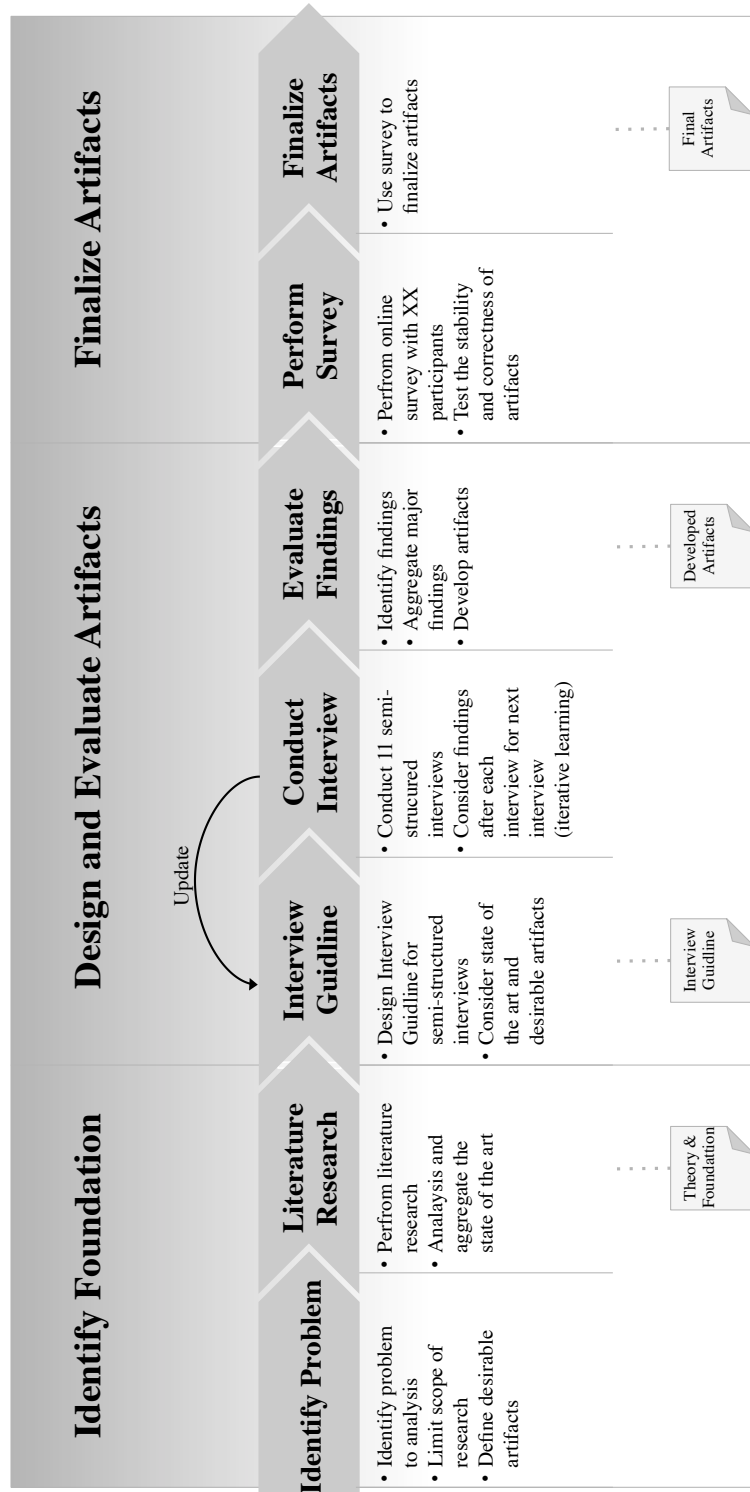 Identify Foundation
Design and Evaluate Artifacts
Finalize Artifacts
Update
Identify Problem
Literature
Research
Interview
Guidline
Conduct
Interview
Evaluate
Findings
Perform
Survey
Finalize
Artifacts
• Identify problem
to analysis
• Limit scope of
research
• Define desirable
artifacts
• Perfrom literature
research
• Analaysis and
aggregate the
state of the art
• Design Interview
Guidline for
semi-structured
interviews
• Consider state of
the art and
desirable artifacts
• Conduct 11 semi-
strucured
interviews
• Consider findings
after each
interview for next
interview
(iterative learning)
• Identify findings
• Aggregate major
findings
• Develop artifacts
• Perfrom online
survey with XX
participants
• Test the stability
and correctness of
artifacts
• Use survey to
finalize artifacts
Theory &
Foundattion
Interview
Guidline
Developed
Artifacts
Final
Artifacts